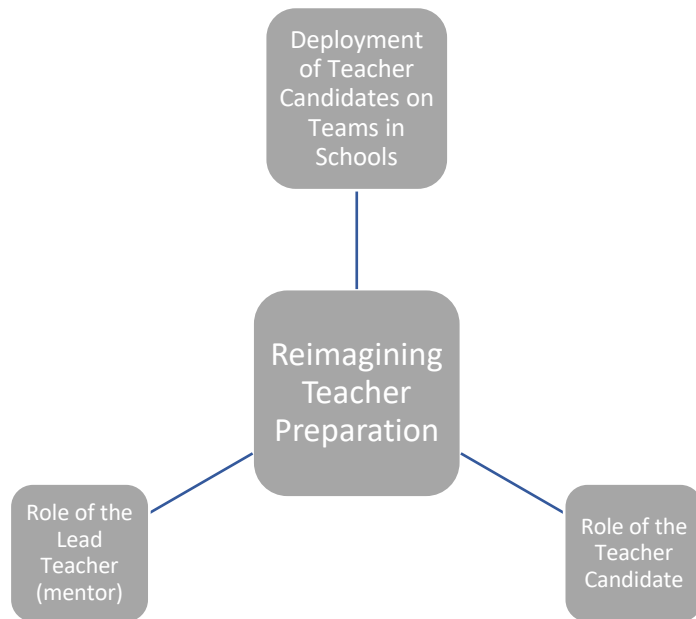 Deployment
of Teacher
Candidates on
Teams in
Schools
Reimagining
Teacher
Preparation
Role of the
Lead
Teacher
(mentor)
Role of the
Teacher
Candidate